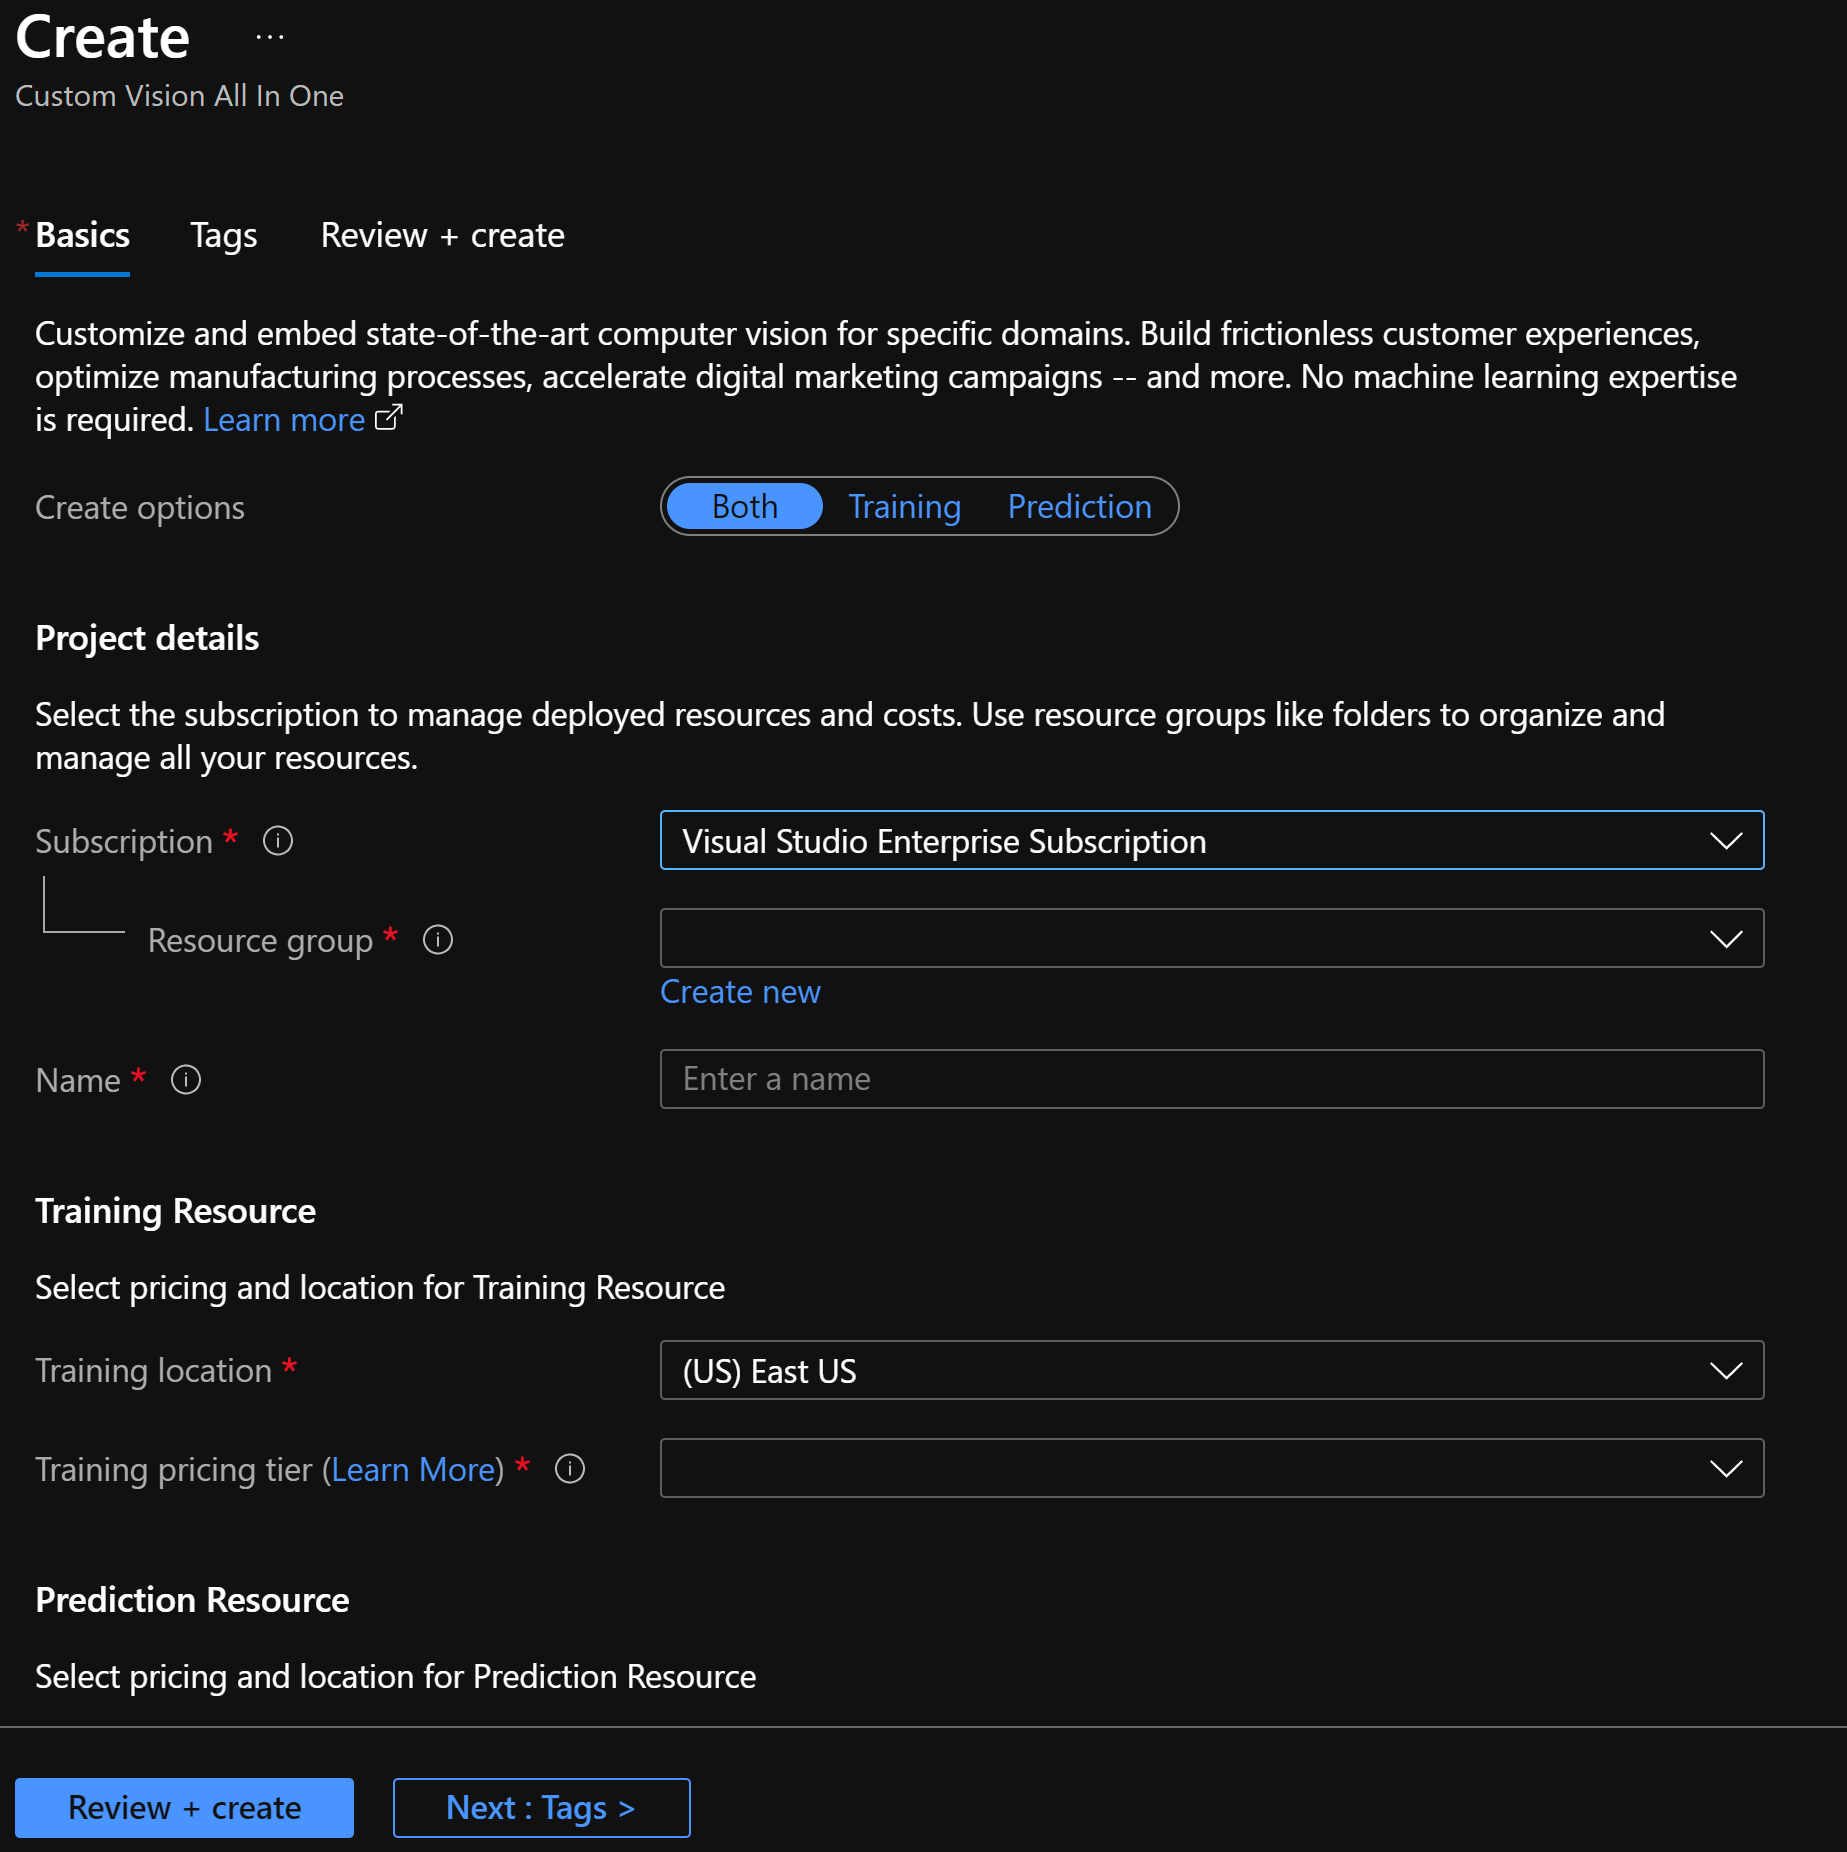 Create ...
Custom Vision All In One
* Basics Tags Review + create
Customize and embed state-of-the-art computer vision for specific domains. Build frictionless customer experiences,
optimize manufacturing processes, accelerate digital marketing campaigns -- and more. No machine learning expertise
is required. Learn more
Create options Both Training Prediction
Project details
Select the subscription to manage deployed resources and costs. Use resource groups like folders to organize and
manage all your resources.
Subscription * Visual Studio Enterprise Subscription
Resource group *
Create new
Name * Enter a name
Training Resource
Select pricing and location for Training Resource
Training location * (US) East US
Training pricing tier (Learn More) *
Prediction Resource
Select pricing and location for Prediction Resource
Review + create Next : Tags >